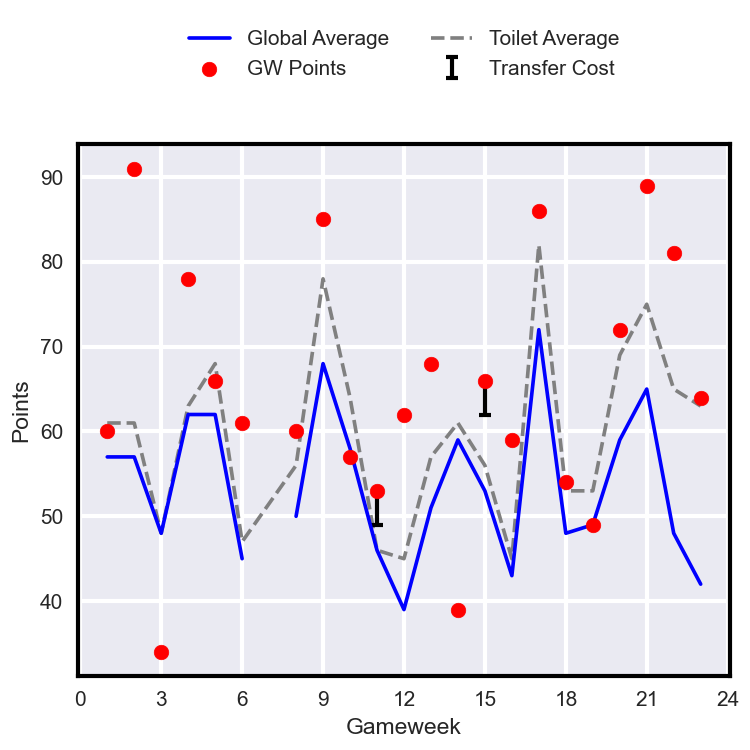 Global Average
GW Points
Toilet Average
Transfer Cost
Points
90
80
70
60
50
40
0 3 6 9 12 15 18 21 24
Gameweek